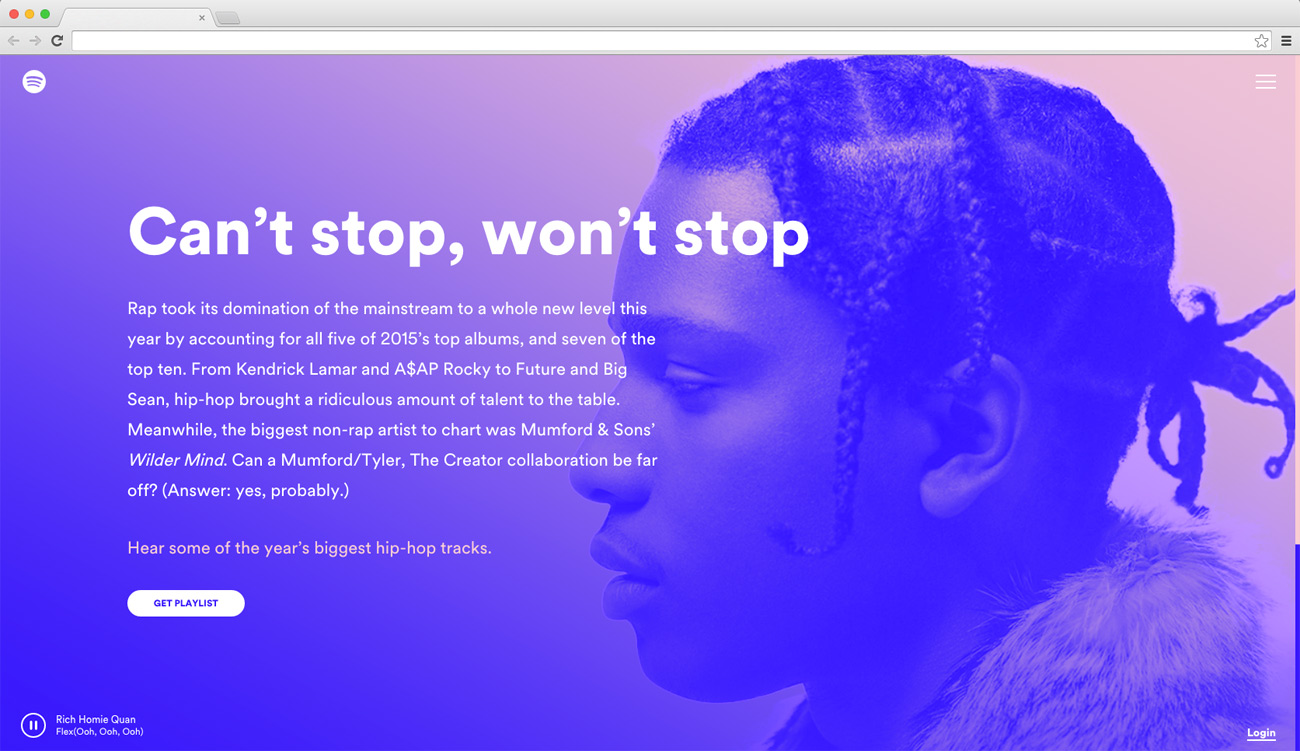 Can’t stop, won’t stop
Rap took its domination of the mainstream to a whole new level this
year by accounting for all five of 2015’s top albums, and seven of the
top ten. From Kendrick Lamar and A$AP Rocky to Future and Big
Sean, hip-hop brought a ridiculous amount of talent to the table.
Meanwhile, the biggest non-rap artist to chart was Mumford & Sons’
Wilder Mind. Can a Mumford/Tyler, The Creator collaboration be far
off? (Answer: yes, probably.)
Hear some of the year’s biggest hip-hop tracks.
GET PLAYLIST
Rich Homie Quan
Flex(Ooh, Ooh, Ooh)
Login